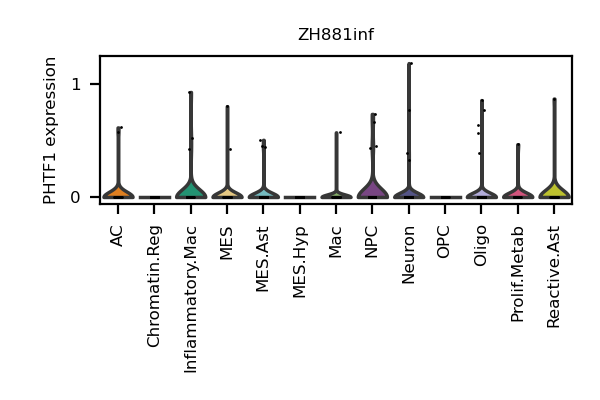 ZH881inf
PHTF1 expression
1
0
AC
Chromatin.Reg
Inflammatory.Mac
MES
MES.Ast
MES.Hyp
Mac
NPC
Neuron
OPC
Oligo
Prolif.Metab
Reactive.Ast